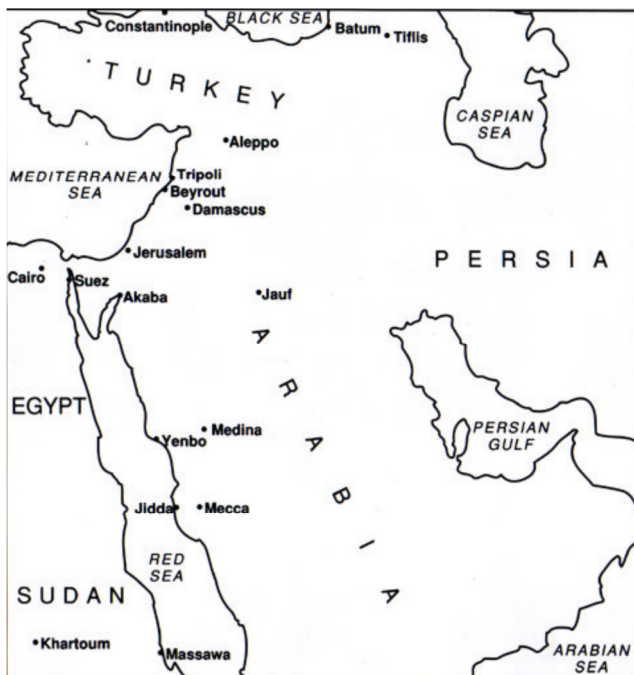 BLACK SEA
Constantinople
Batum
Tiflis
TURKEY
CASPIAN
SEA
Aleppo
MEDITERRANEAN
SEA
Tripoli
Beyrout
Damascus
Jerusalem
PERSIA
Cairo
Suez
Akaba
Jauf
ARABIA
EGYPT
Medina
Yenbo
PERSIAN
GULF
Jidda
Mecca
RED
SEA
SUDAN
Khartoum
Massawa
ARABIAN
SEA